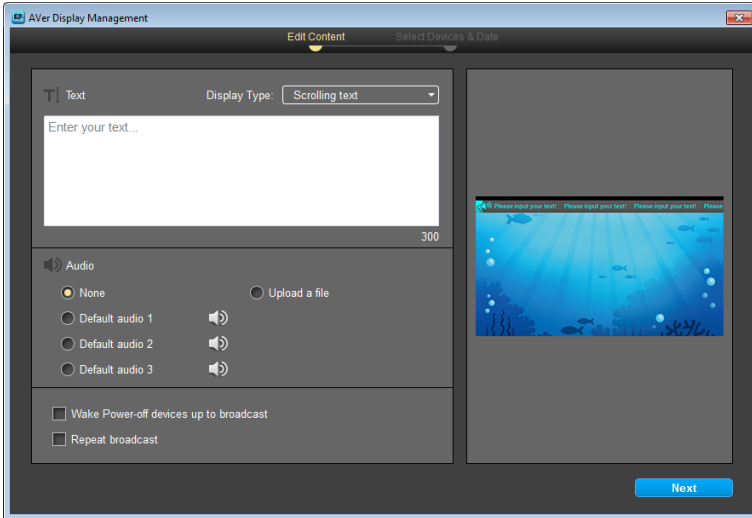 AVer Display Management
Edit Content Select Devices & Date
Text Display Type: Scrolling text
Enter your text...
300
Please input your text! Please input your text! Please input your text! Please
Audio
None Upload a file
Default audio 1
Default audio 2
Default audio 3
Wake Power-off devices up to broadcast
Repeat broadcast
Next